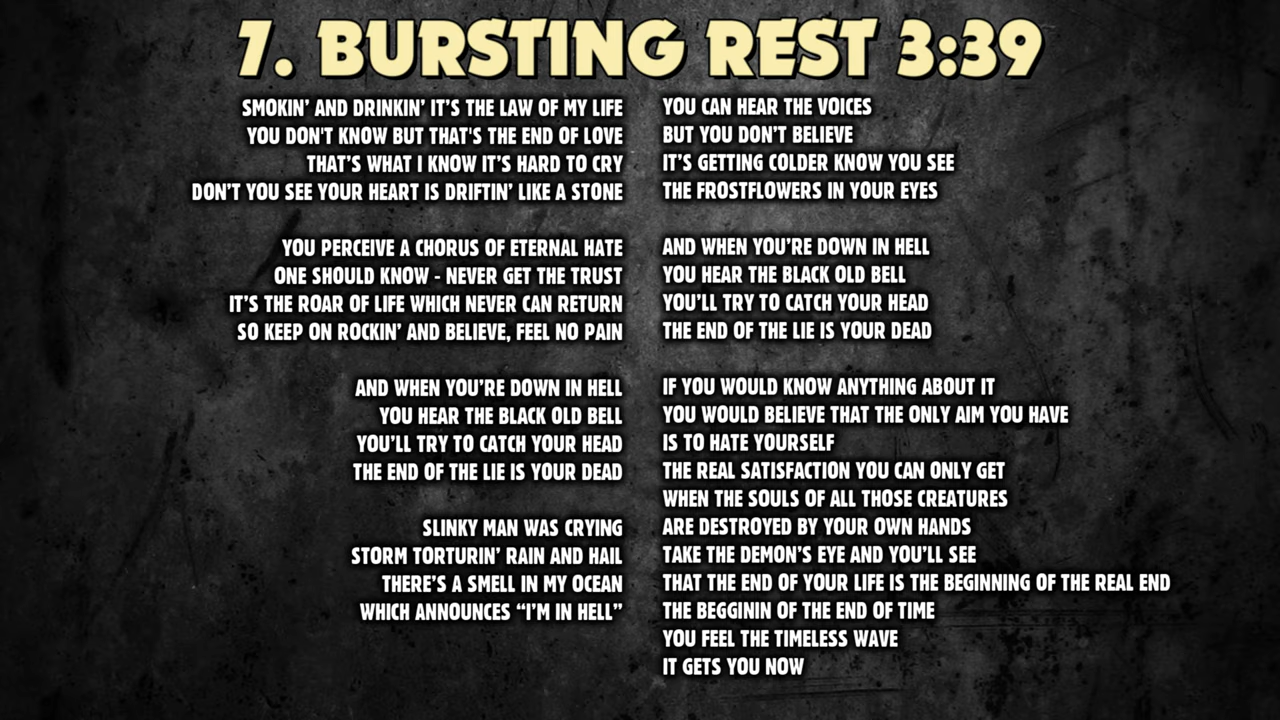 7. BURSTING REST 3:39
SMOKIN' AND DRINKIN' IT'S THE LAW OF MY LIFE
YOU DON'T KNOW BUT THAT'S THE END OF LOVE
THAT'S WHAT I KNOW IT'S HARD TO CRY
DON'T YOU SEE YOUR HEART IS DRIFTIN' LIKE A STONE
YOU PERCEIVE A CHORUS OF ETERNAL HATE
ONE SHOULD KNOW - NEVER GET THE TRUST
IT'S THE ROAR OF LIFE WHICH NEVER CAN RETURN
SO KEEP ON ROCKIN' AND BELIEVE, FEEL NO PAIN
AND WHEN YOU'RE DOWN IN HELL
YOU HEAR THE BLACK OLD BELL
YOU'LL TRY TO CATCH YOUR HEAD
THE END OF THE LIE IS YOUR DEAD
SLINKY MAN WAS CRYING
STORM TORTURIN' RAIN AND HAIL
THERE'S A SMELL IN MY OCEAN
WHICH ANNOUNCES “I'M IN HELL”
YOU CAN HEAR THE VOICES
BUT YOU DON'T BELIEVE
IT'S GETTING COLDER KNOW YOU SEE
THE FROSTFLOWERS IN YOUR EYES
AND WHEN YOU'RE DOWN IN HELL
YOU HEAR THE BLACK OLD BELL
YOU'LL TRY TO CATCH YOUR HEAD
THE END OF THE LIE IS YOUR DEAD
IF YOU WOULD KNOW ANYTHING ABOUT IT
YOU WOULD BELIEVE THAT THE ONLY AIM YOU HAVE
IS TO HATE YOURSELF
THE REAL SATISFACTION YOU CAN ONLY GET
WHEN THE SOULS OF ALL THOSE CREATURES
ARE DESTROYED BY YOUR OWN HANDS
TAKE THE DEMON'S EYE AND YOU'LL SEE
THAT THE END OF YOUR LIFE IS THE BEGINNING OF THE REAL END
THE BEGGININ OF THE END OF TIME
YOU FEEL THE TIMELESS WAVE
IT GETS YOU NOW